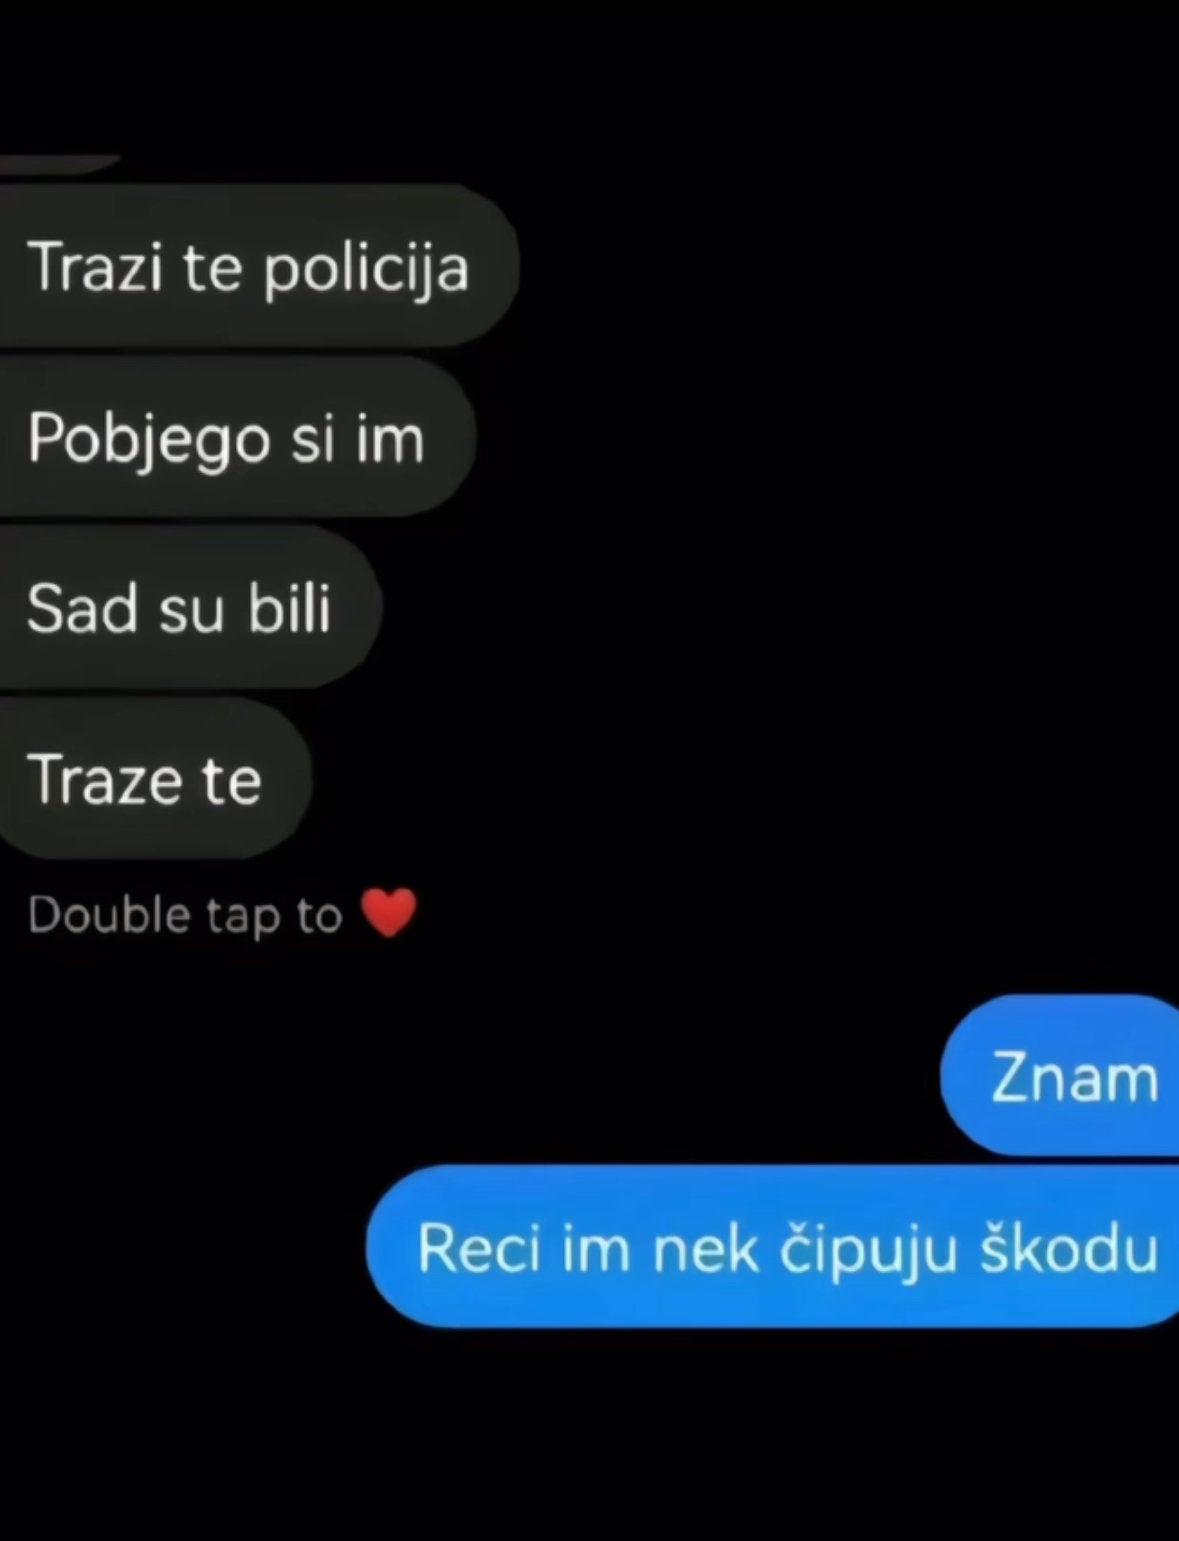 Trazi te policija
Pobjego si im
Sad su bili
Traze te
Double tap to ❤️
Znam
Reci im nek čipuju škodu